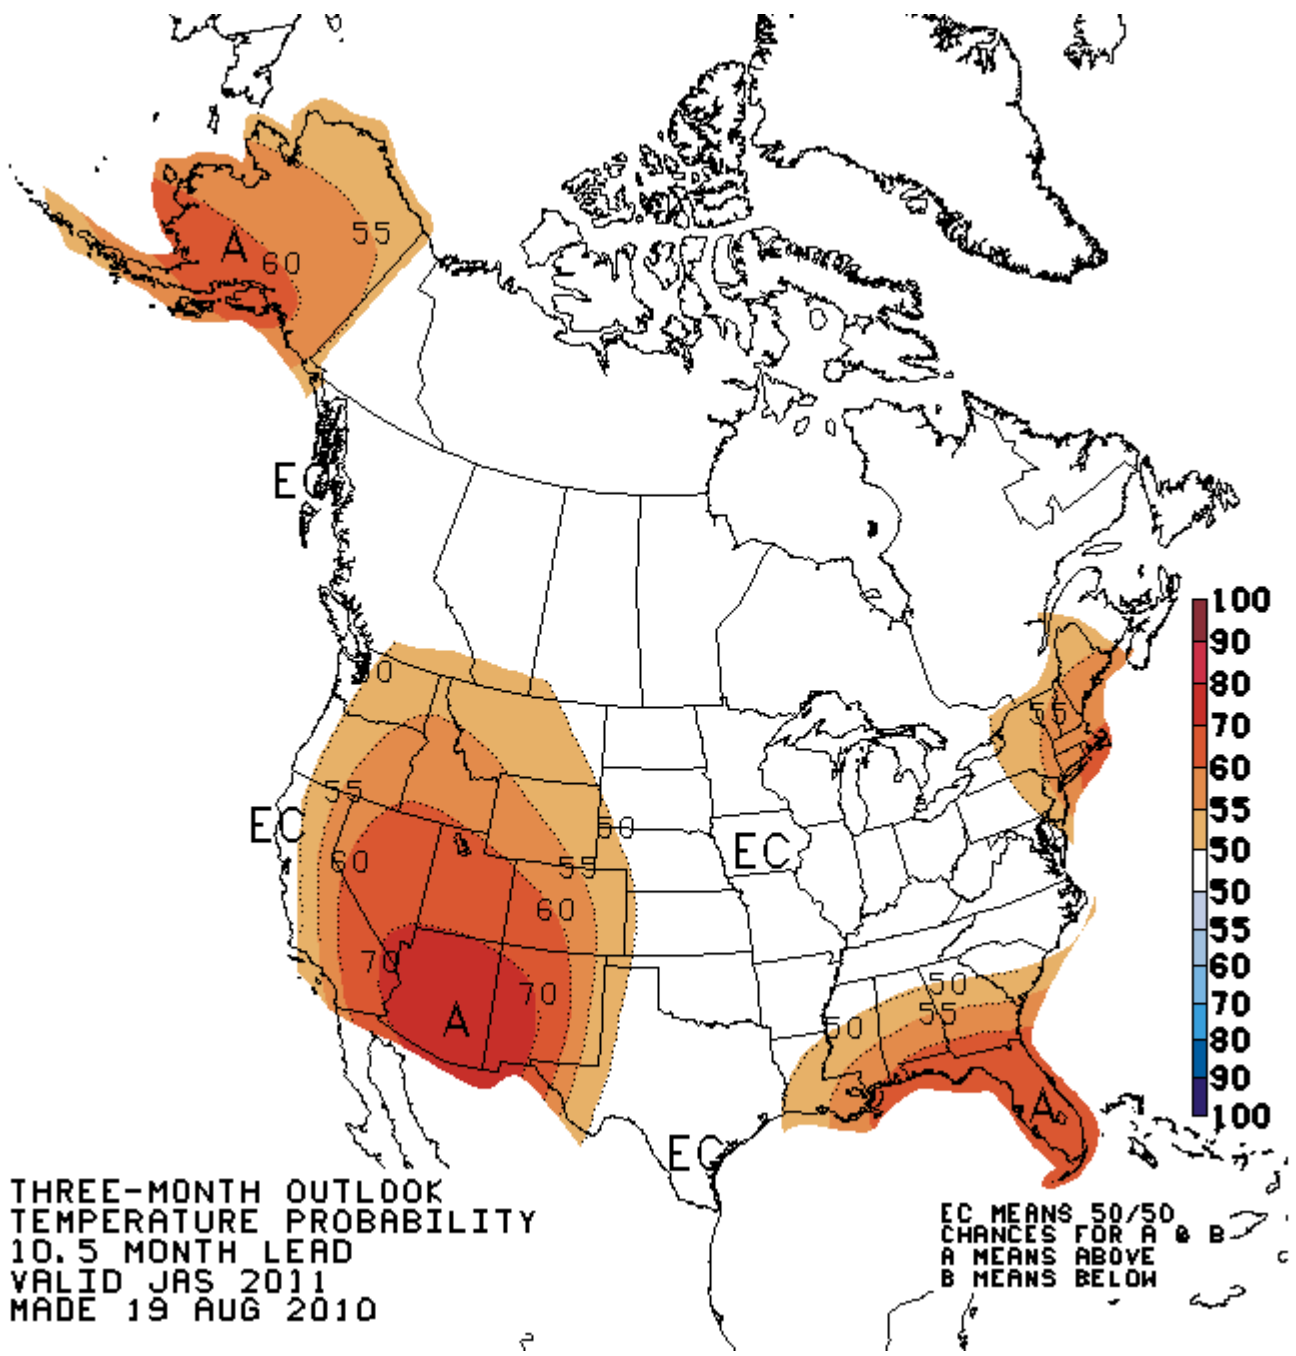 A
55
60
EC
50
55
EC
60
50
55
60
70
70
A
EC
EC
55
50
55
50
A
100
90
80
70
60
55
50
50
55
60
70
80
90
100
THREE-MONTH OUTLOOK
TEMPERATURE PROBABILITY
10.5 MONTH LEAD
VALID JAS 2011
MADE 19 AUG 2010
EC MEANS 50/50
CHANCES FOR A & B
A MEANS ABOVE
B MEANS BELOW